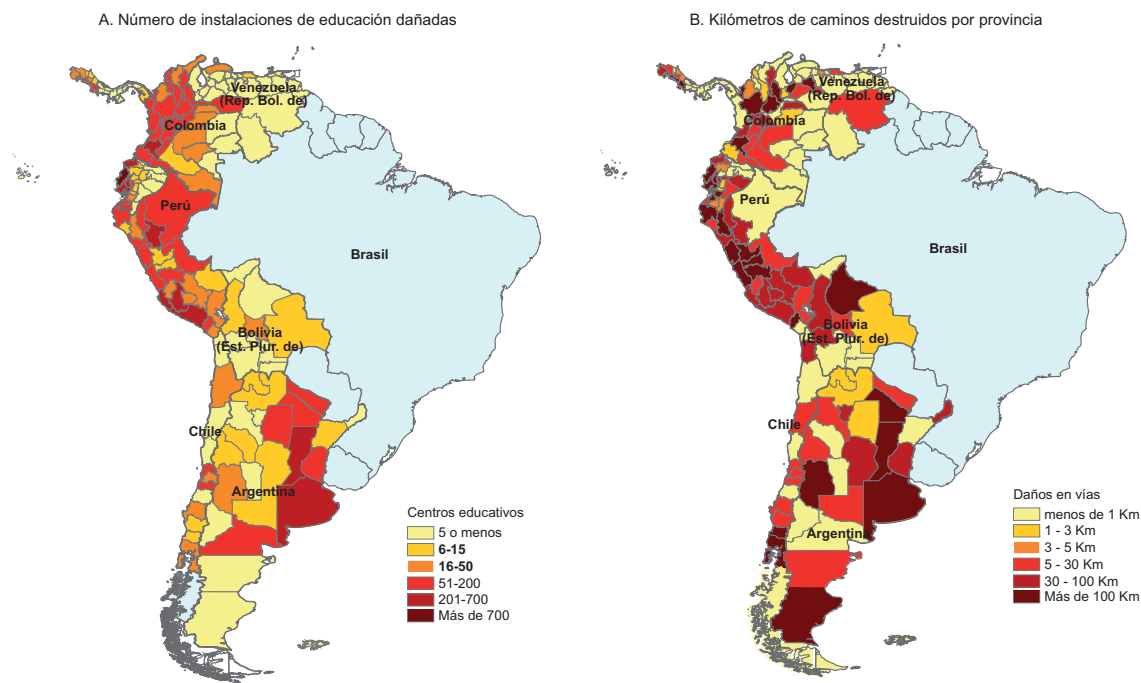 A. Número de instalaciones de educación dañadas
Venezuela
(Rep. Bol. de)
Colombia
Perú
Brasil
Bolivia
(Est. Plur. de)
Chile
Argentina
Centros educativos
5 o menos
6-15
16-50
51-200
201-700
Más de 700
B. Kilómetros de caminos destruidos por provincia
Venezuela
(Rep. Bol. de)
Colombia
Perú
Brasil
Bolivia
(Est. Plur. de)
Chile
Argentina
Daños en vías
menos de 1 Km
1 - 3 Km
3 - 5 Km
5 - 30 Km
30 - 100 Km
Más de 100 Km